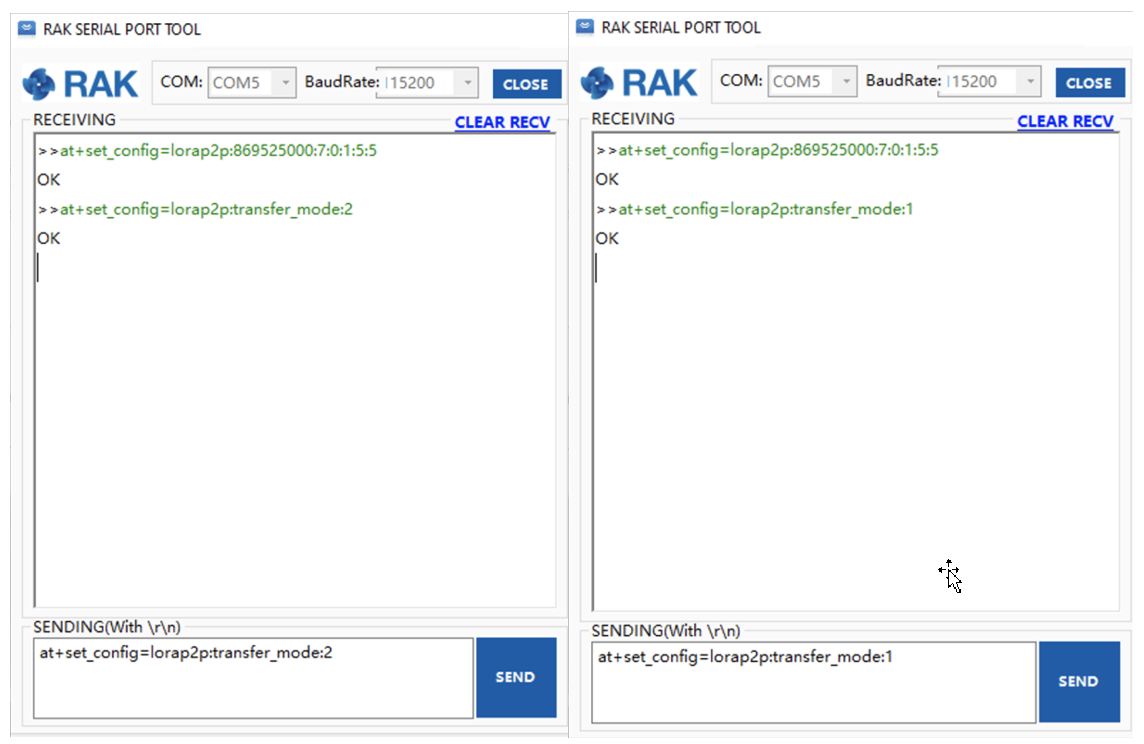 RAK SERIAL PORT TOOL
RAK COM: COM5 BaudRate: 115200 CLOSE
RECEIVING CLEAR RECV
>>at+set_config=lorap2p:869525000:7:0:1:5:5
OK
>>at+set_config=lorap2p:transfer_mode:2
OK
SENDING(With \r\n)
at+set_config=lorap2p:transfer_mode:2
SEND
RAK SERIAL PORT TOOL
RAK COM: COM5 BaudRate: 115200 CLOSE
RECEIVING CLEAR RECV
>>at+set_config=lorap2p:869525000:7:0:1:5:5
OK
>>at+set_config=lorap2p:transfer_mode:1
OK
SENDING(With \r\n)
at+set_config=lorap2p:transfer_mode:1
SEND